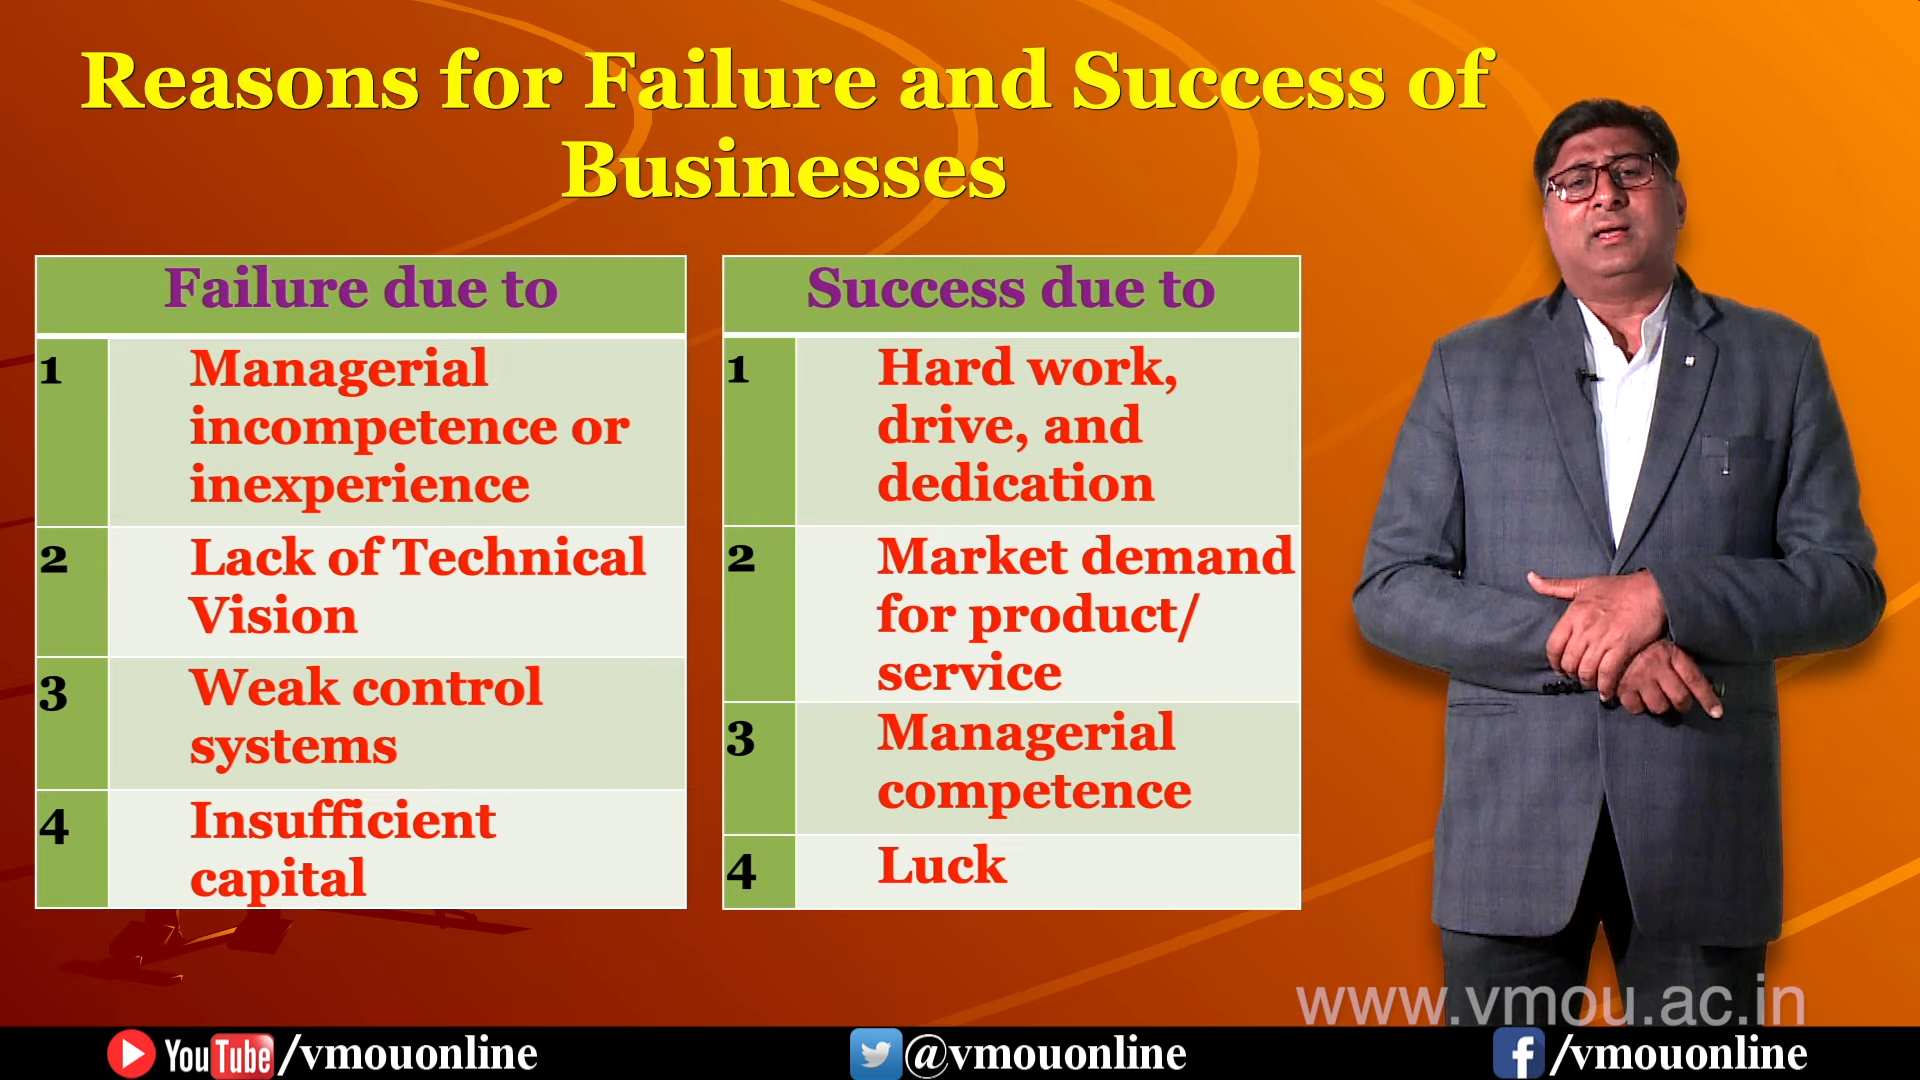 Reasons for Failure and Success of
Businesses
Failure due to
1 Managerial
incompetence or
inexperience
2 Lack of Technical
Vision
3 Weak control
systems
4 Insufficient
capital
Success due to
1 Hard work,
drive, and
dedication
2 Market demand
for product/
service
3 Managerial
competence
4 Luck
www.vmou.ac.in
YouTube /vmouonline
@vmouonline
f /vmouonline